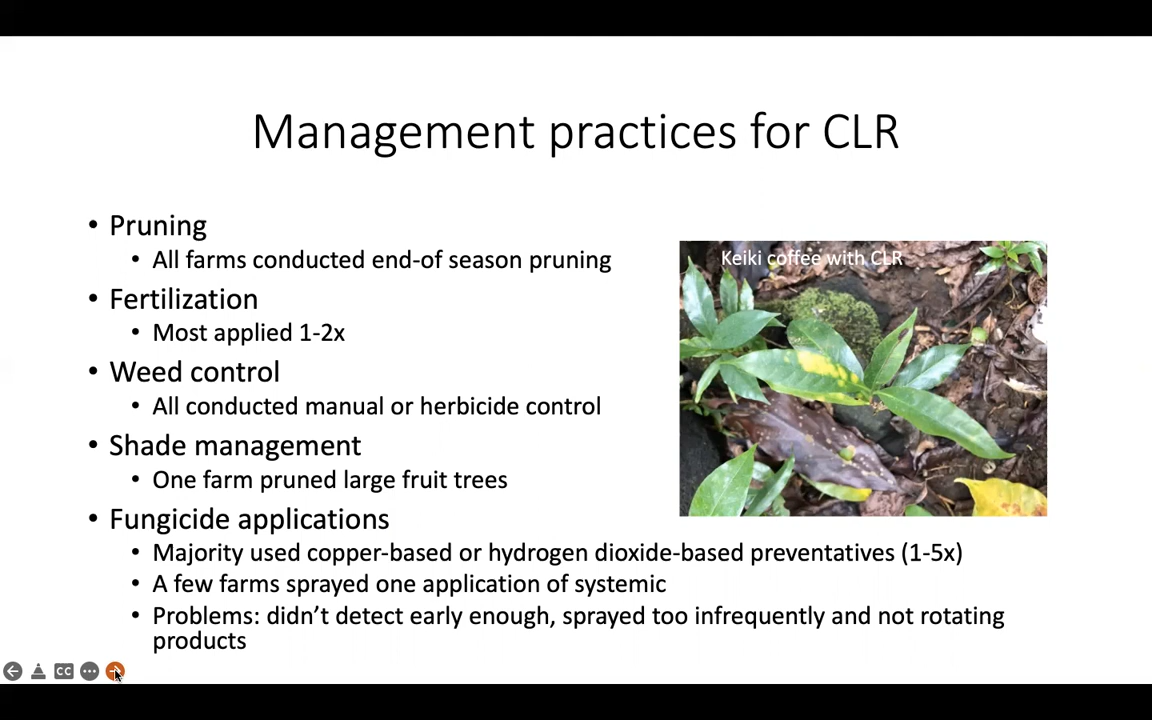 Management practices for CLR
• Pruning
• All farms conducted end-of season pruning
• Fertilization
• Most applied 1-2x
• Weed control
• All conducted manual or herbicide control
• Shade management
• One farm pruned large fruit trees
• Fungicide applications
• Majority used copper-based or hydrogen dioxide-based preventatives (1-5x)
• A few farms sprayed one application of systemic
• Problems: didn’t detect early enough, sprayed too infrequently and not rotating
products
Keiki coffee with CLR
CC